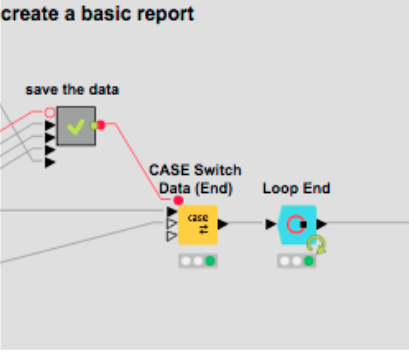 create a basic report
save the data
CASE Switch
Data (End)
Loop End
case